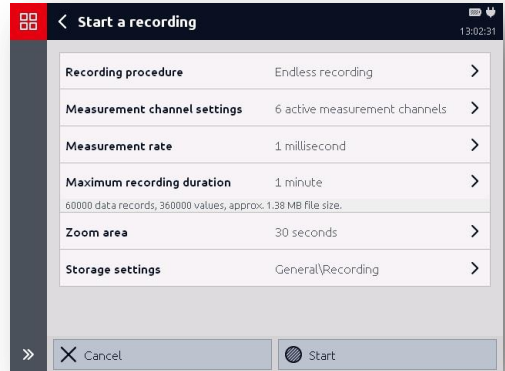 Start a recording
13:02:31
Recording procedure Endless recording
Measurement channel settings 6 active measurement channels
Measurement rate 1 millisecond
Maximum recording duration 1 minute
60000 data records, 360000 values, approx. 1.38 MB file size.
Zoom area 30 seconds
Storage settings General\Recording
Cancel Start